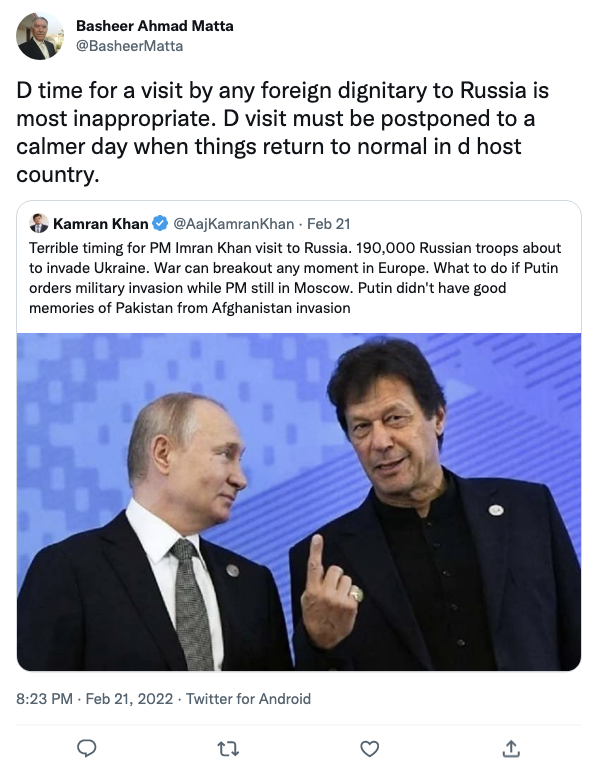 Basheer Ahmad Matta
@BasheerMatta
D time for a visit by any foreign dignitary to Russia is
most inappropriate. D visit must be postponed to a
calmer day when things return to normal in d host
country.
Kamran Khan @AajKamranKhan · Feb 21
Terrible timing for PM Imran Khan visit to Russia. 190,000 Russian troops about
to invade Ukraine. War can breakout any moment in Europe. What to do if Putin
orders military invasion while PM still in Moscow. Putin didn't have good
memories of Pakistan from Afghanistan invasion
8:23 PM · Feb 21, 2022 · Twitter for Android